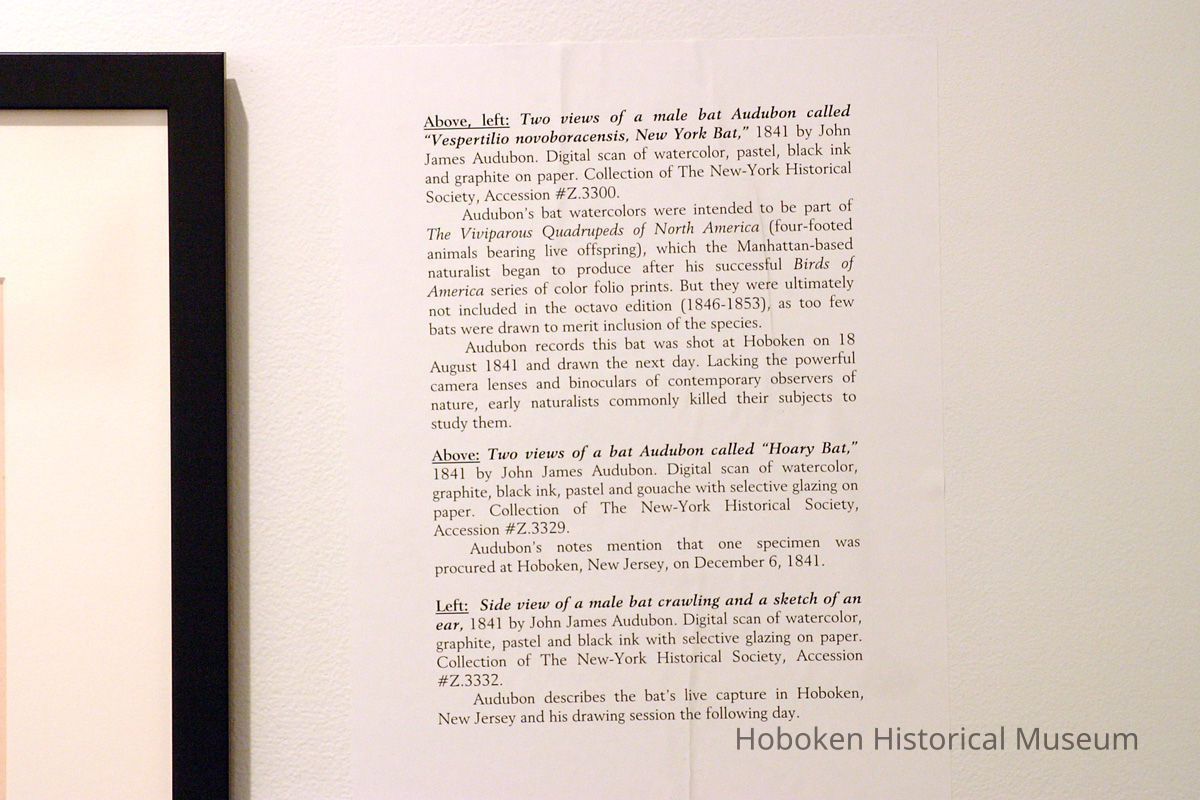 Above, left: Two views of a male bat Audubon called
“Vespertilio novoboracensis, New York Bat,” 1841 by John
James Audubon. Digital scan of watercolor, pastel, black ink
and graphite on paper. Collection of The New-York Historical
Society, Accession #Z.3300.
Audubon’s bat watercolors were intended to be part of
The Viviparous Quadrupeds of North America (four-footed
animals bearing live offspring), which the Manhattan-based
naturalist began to produce after his successful Birds of
America series of color folio prints. But they were ultimately
not included in the octavo edition (1846-1853), as too few
bats were drawn to merit inclusion of the species.
Audubon records this bat was shot at Hoboken on 18
August 1841 and drawn the next day. Lacking the powerful
camera lenses and binoculars of contemporary observers of
nature, early naturalists commonly killed their subjects to
study them.
Above: Two views of a bat Audubon called “Hoary Bat,”
1841 by John James Audubon. Digital scan of watercolor,
graphite, black ink, pastel and gouache with selective glazing on
paper. Collection of The New-York Historical Society,
Accession #Z.3329.
Audubon’s notes mention that one specimen was
procured at Hoboken, New Jersey, on December 6, 1841.
Left: Side view of a male bat crawling and a sketch of an
ear, 1841 by John James Audubon. Digital scan of watercolor,
graphite, pastel and black ink with selective glazing on paper.
Collection of The New-York Historical Society, Accession
#Z.3332.
Audubon describes the bat’s live capture in Hoboken,
New Jersey and his drawing session the following day.
Hoboken Historical Museum